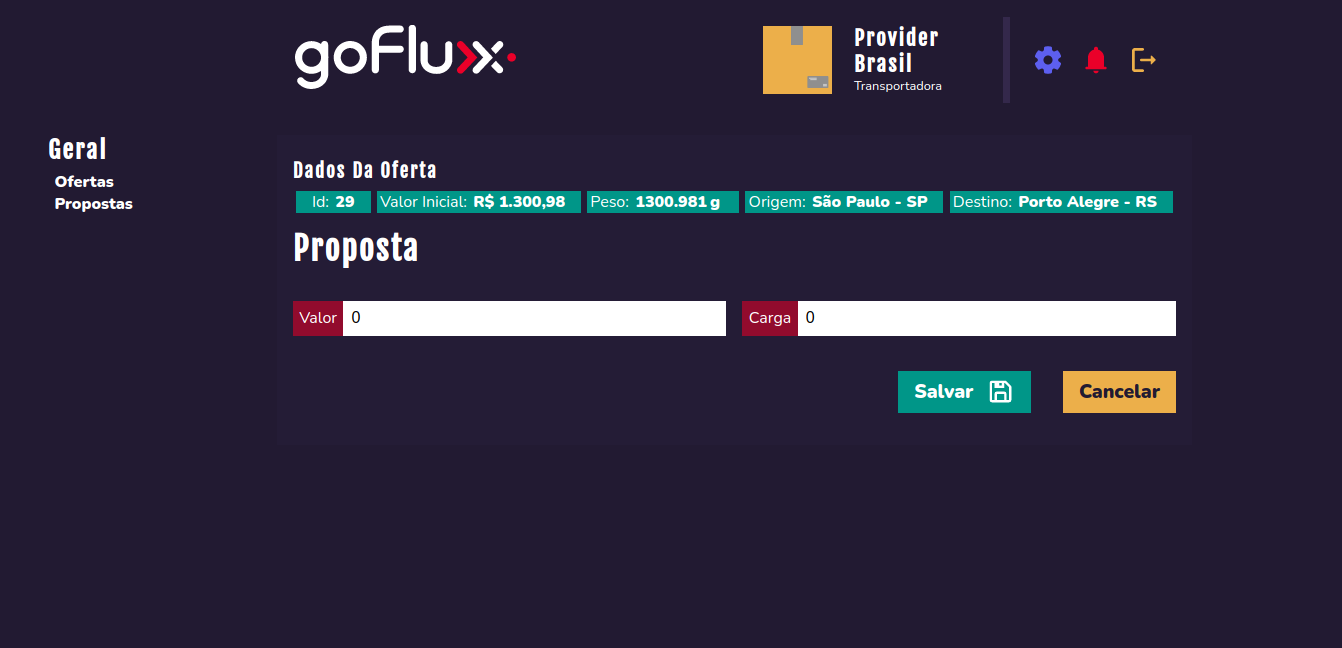 goFlux
Provider
Brasil
Transportadora
Geral
Ofertas
Propostas
Dados Da Oferta
Id: 29 Valor Inicial: R$ 1.300,98 Peso: 1300.981 g Origem: São Paulo - SP Destino: Porto Alegre - RS
Proposta
Valor 0 Carga 0
Salvar Cancelar